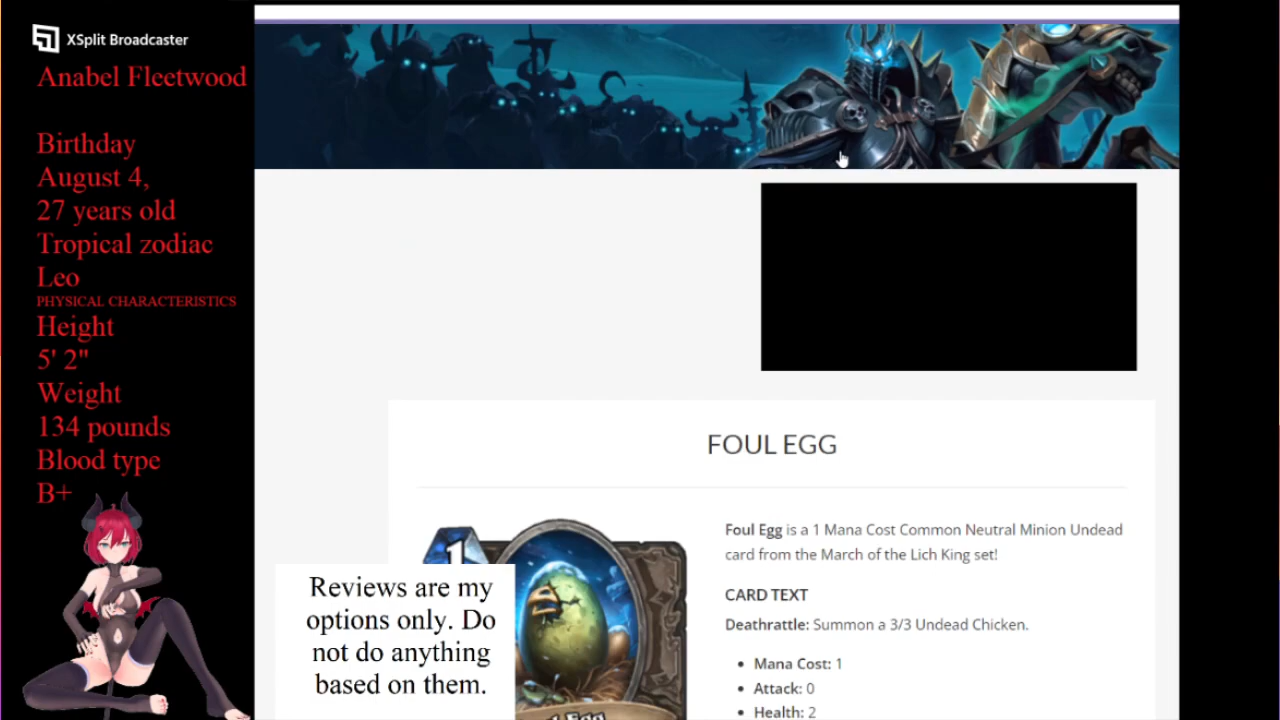 XSplit Broadcaster
Anabel Fleetwood
Birthday
August 4,
27 years old
Tropical zodiac
Leo
PHYSICAL CHARACTERISTICS
Height
5' 2"
Weight
134 pounds
Blood type
B+
FOUL EGG
1
Foul Egg is a 1 Mana Cost Common Neutral Minion Undead
card from the March of the Lich King set!
CARD TEXT
Deathrattle: Summon a 3/3 Undead Chicken.
• Mana Cost: 1
• Attack: 0
• Health: 2
Reviews are my
options only. Do
not do anything
based on them.
Foul Egg